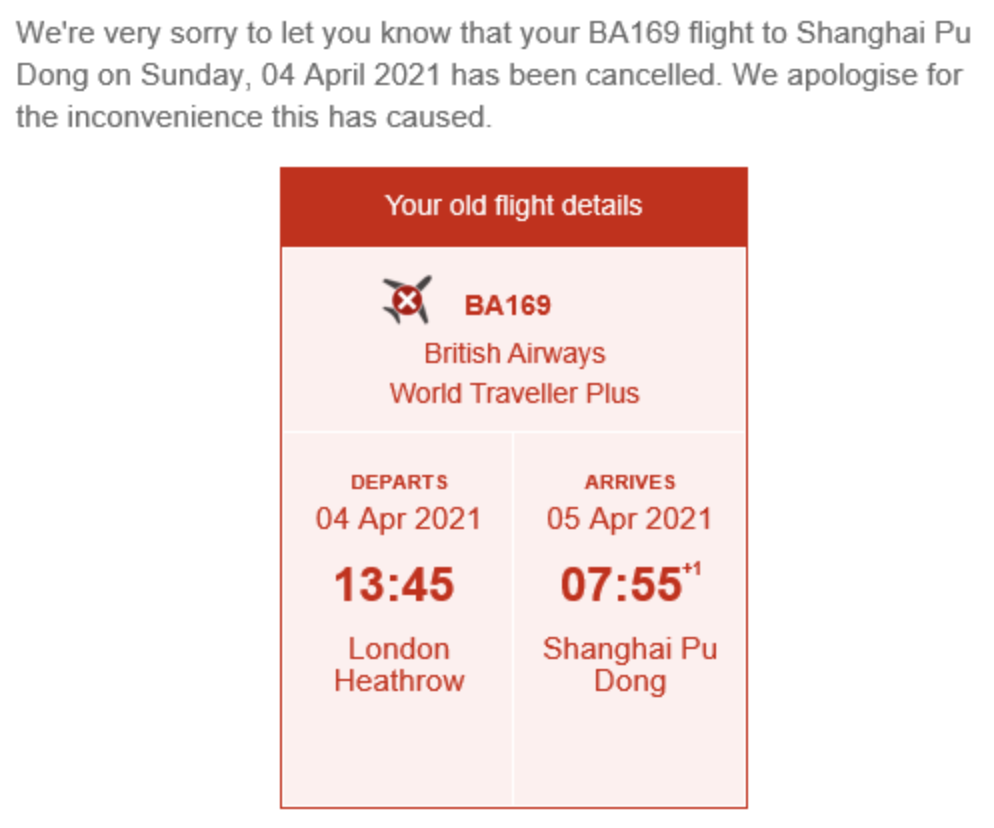 We're very sorry to let you know that your BA169 flight to Shanghai Pu
Dong on Sunday, 04 April 2021 has been cancelled. We apologise for
the inconvenience this has caused.
Your old flight details
BA169
British Airways
World Traveller Plus
DEPARTS
04 Apr 2021
13:45
London
Heathrow
ARRIVES
05 Apr 2021
07:55+1
Shanghai Pu
Dong